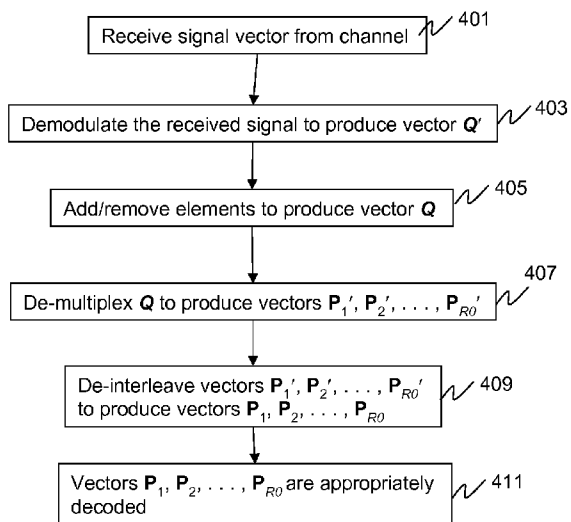 Receive signal vector from channel
401
Demodulate the received signal to produce vector Q'
403
Add/remove elements to produce vector Q
405
De-multiplex Q to produce vectors P1', P2', . . . , PR0'
407
De-interleave vectors P1', P2', . . . , PR0'
to produce vectors P1, P2, . . . , PR0
409
Vectors P1, P2, . . . , PR0 are appropriately
decoded
411